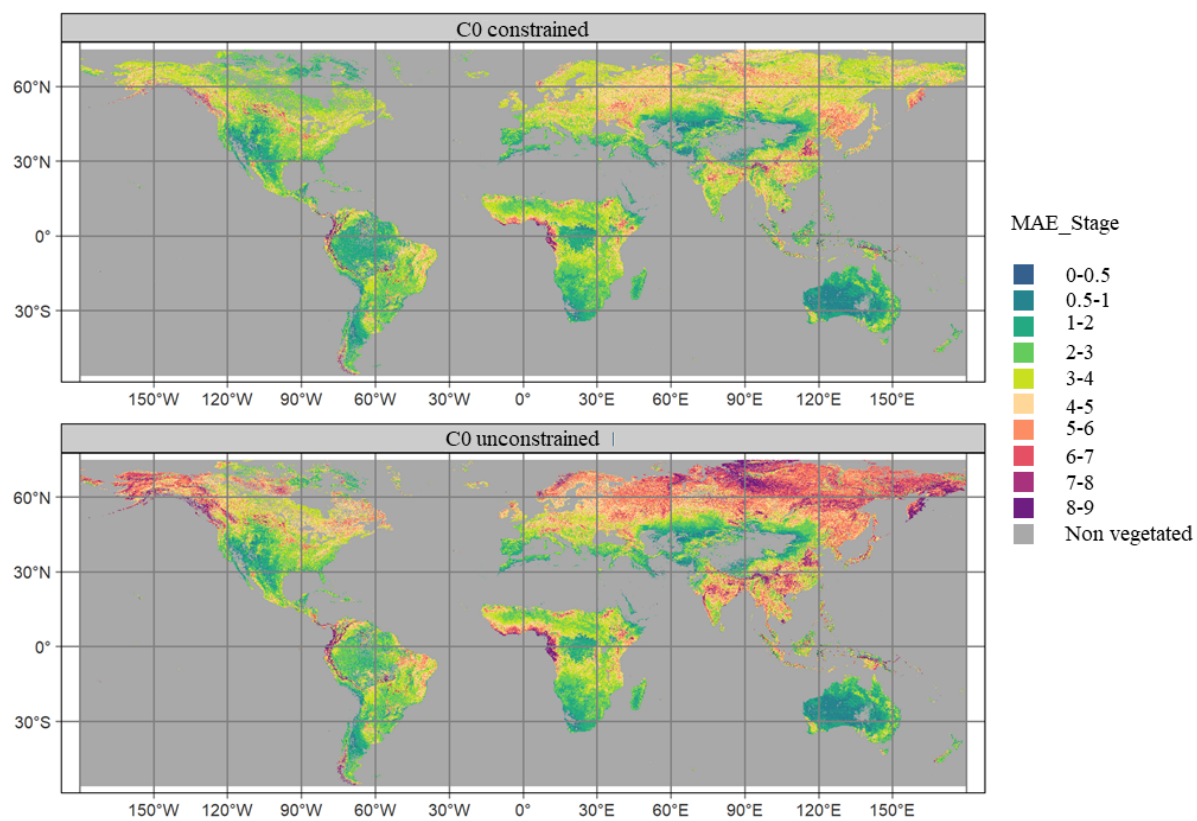 C0 constrained
60°N
30°N
0°
30°S
150°W 120°W 90°W 60°W 30°W 0° 30°E 60°E 90°E 120°E 150°E
C0 unconstrained
60°N
30°N
0°
30°S
150°W 120°W 90°W 60°W 30°W 0° 30°E 60°E 90°E 120°E 150°E
MAE_Stage
0-0.5
0.5-1
1-2
2-3
3-4
4-5
5-6
6-7
7-8
8-9
Non vegetated